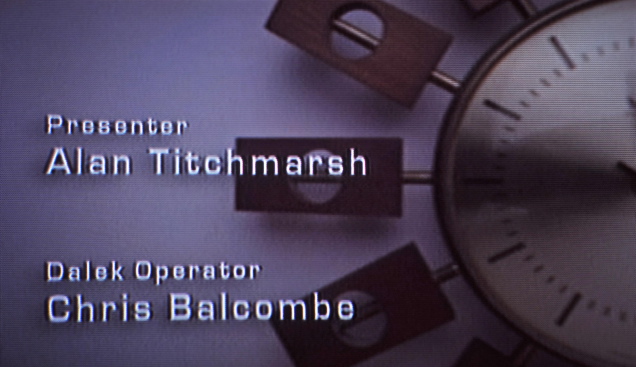 Presenter
Alan Titchmarsh
Dalek Operator
Chris Balcombe